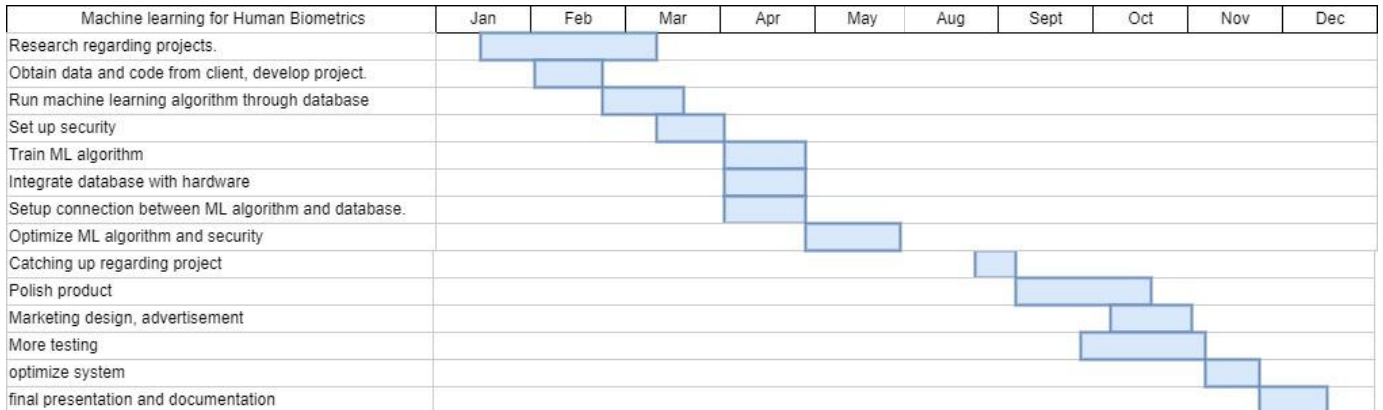 Machine learning for Human Biometrics Jan Feb Mar Apr May Aug Sept Oct Nov Dec
Research regarding projects.
Obtain data and code from client, develop project.
Run machine learning algorithm through database
Set up security
Train ML algorithm
Integrate database with hardware
Setup connection between ML algorithm and database.
Optimize ML algorithm and security
Catching up regarding project
Polish product
Marketing design, advertisement
More testing
optimize system
final presentation and documentation